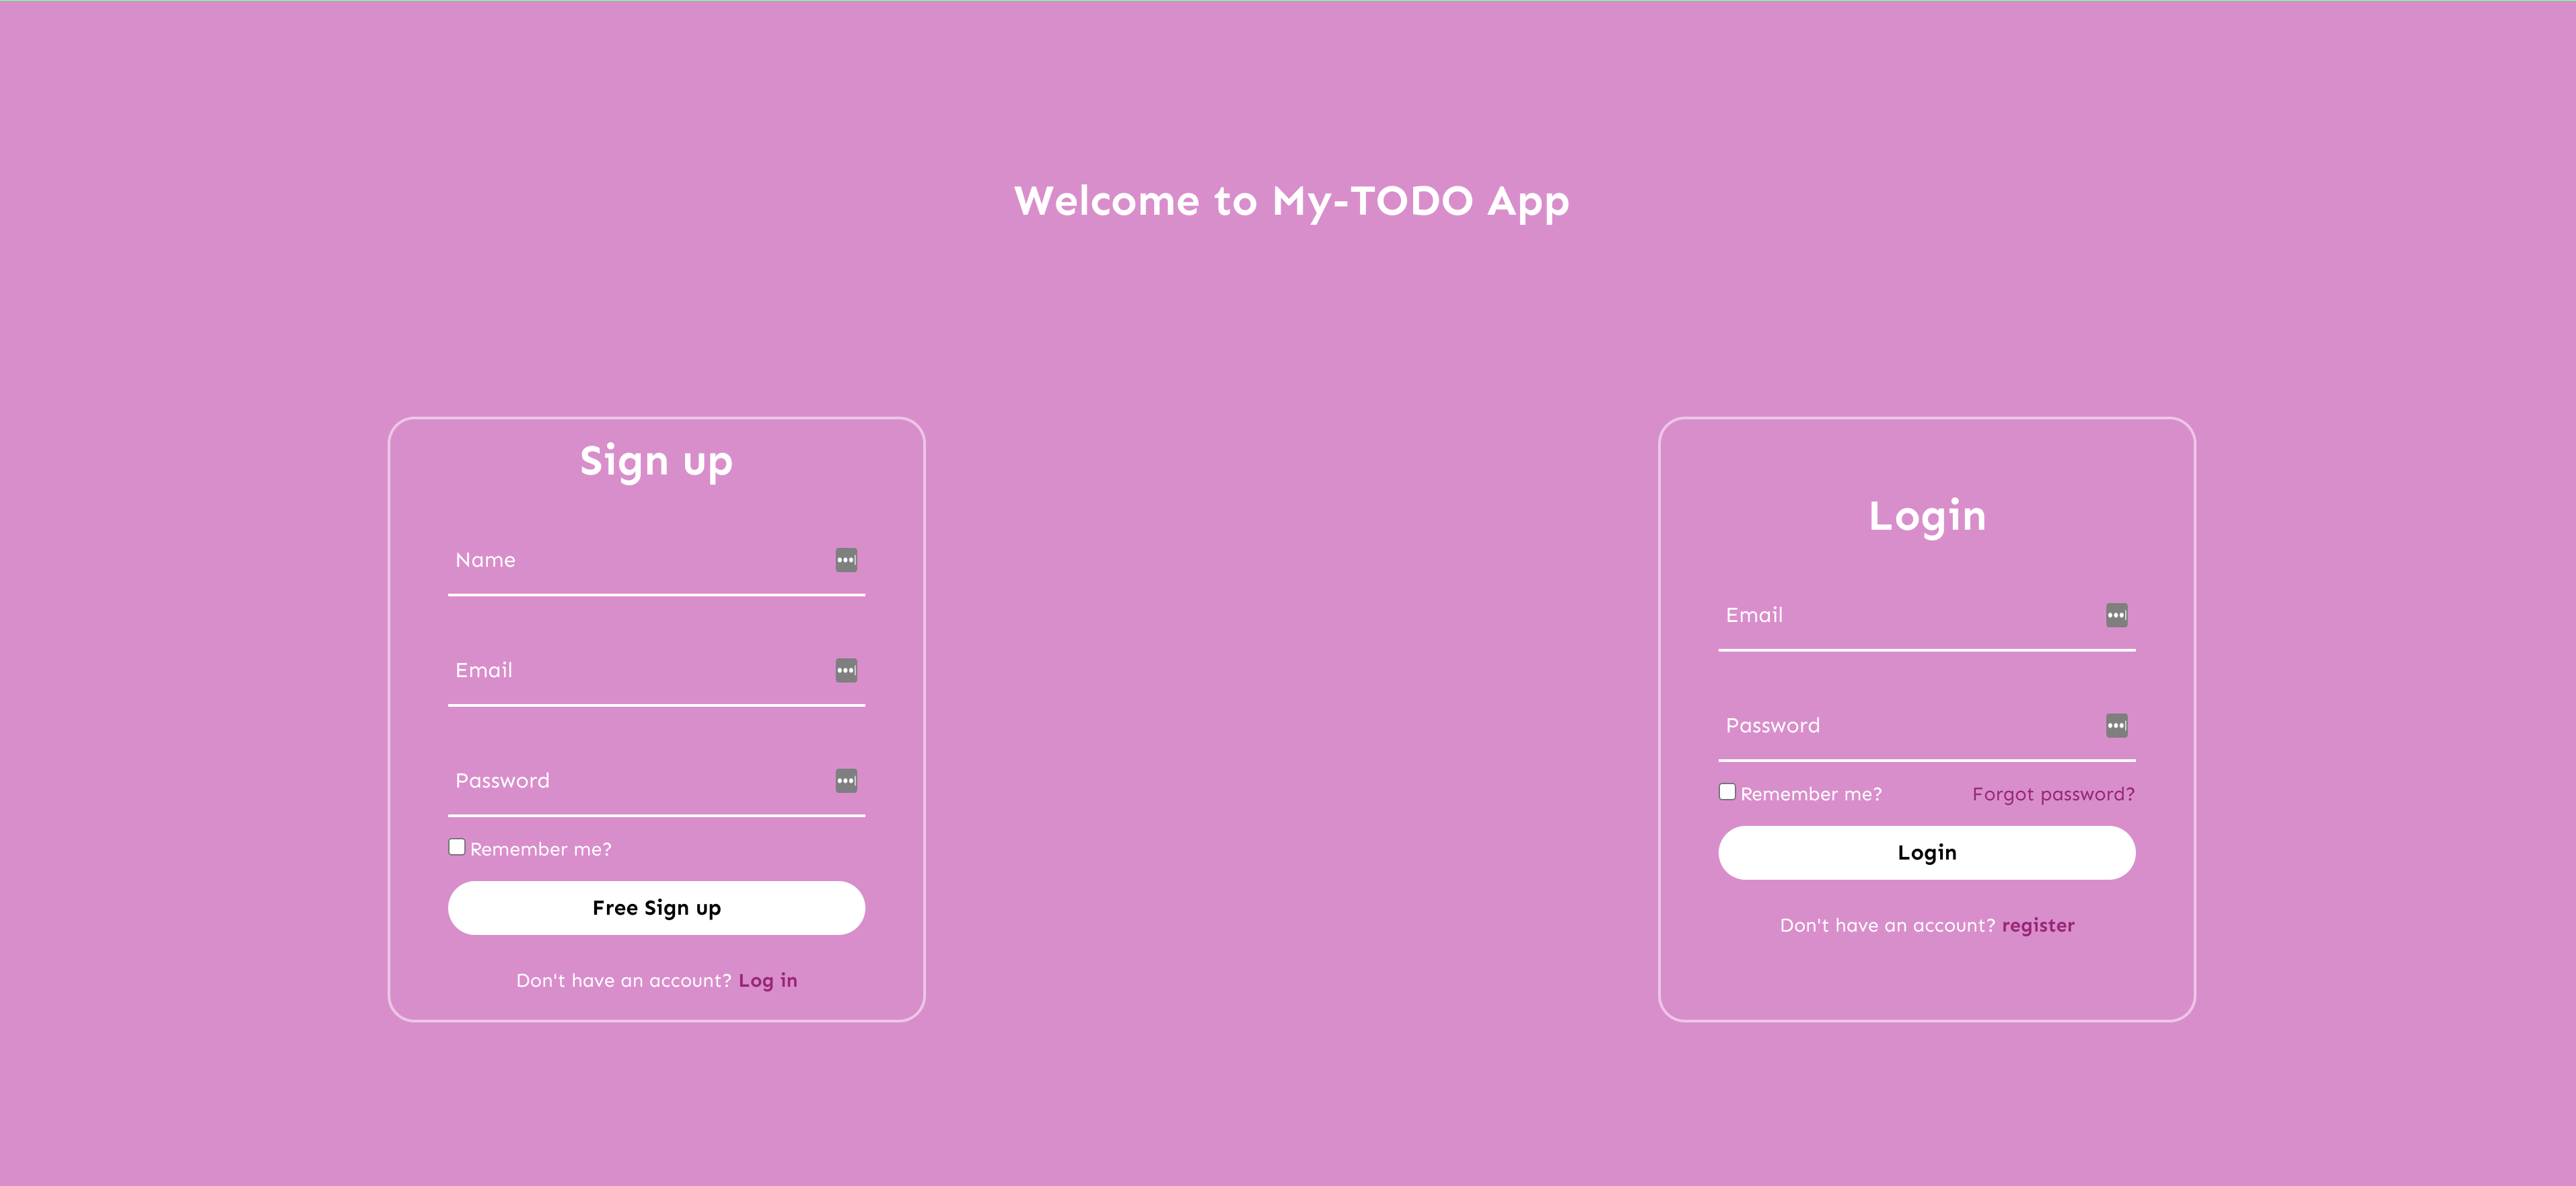 Welcome to My-TODO App
Sign up
Name
Email
Password
Remember me?
Free Sign up
Don't have an account? Log in
Login
Email
Password
Remember me? Forgot password?
Login
Don't have an account? register